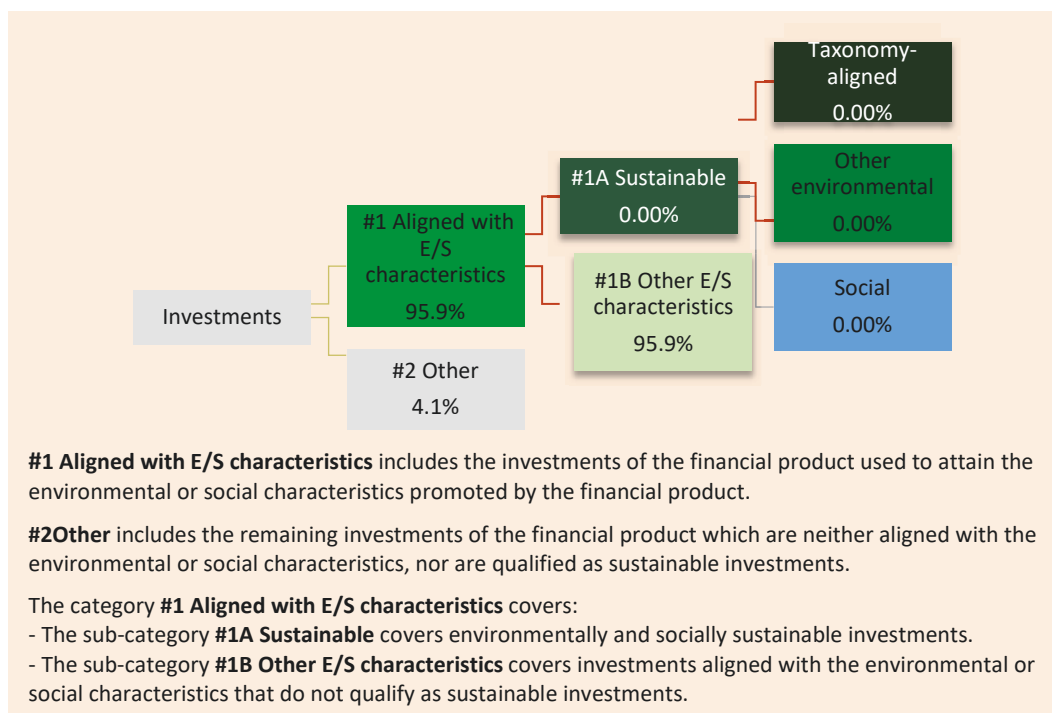 Taxonomy-
aligned
0.00%
#1A Sustainable
0.00%
Other
environmental
0.00%
#1 Aligned with
E/S
characteristics
95.9%
#1B Other E/S
characteristics
95.9%
Social
0.00%
Investments
#2 Other
4.1%
#1 Aligned with E/S characteristics includes the investments of the financial product used to attain the
environmental or social characteristics promoted by the financial product.
#2Other includes the remaining investments of the financial product which are neither aligned with the
environmental or social characteristics, nor are qualified as sustainable investments.
The category #1 Aligned with E/S characteristics covers:
- The sub-category #1A Sustainable covers environmentally and socially sustainable investments.
- The sub-category #1B Other E/S characteristics covers investments aligned with the environmental or
social characteristics that do not qualify as sustainable investments.